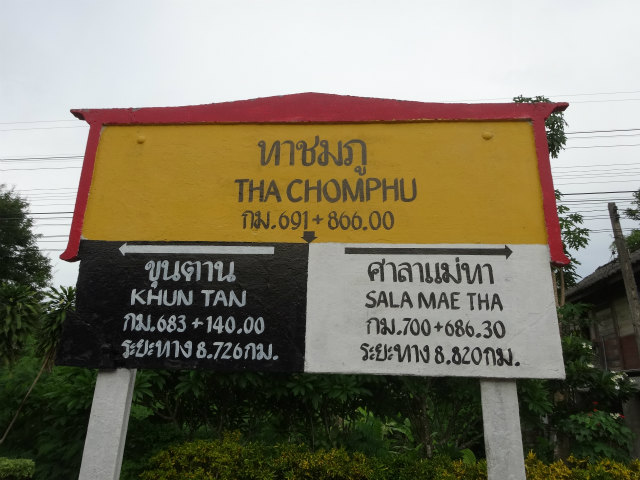 ทาชมภู
THA CHOMPHU
กม.691+866.00
ขุนตาน
KHUN TAN
กม.683+140.00
ระยะทาง 8.726กม.
ศาลาแม่ทา
SALA MAE THA
กม.700+686.30
ระยะทาง 8.820กม.